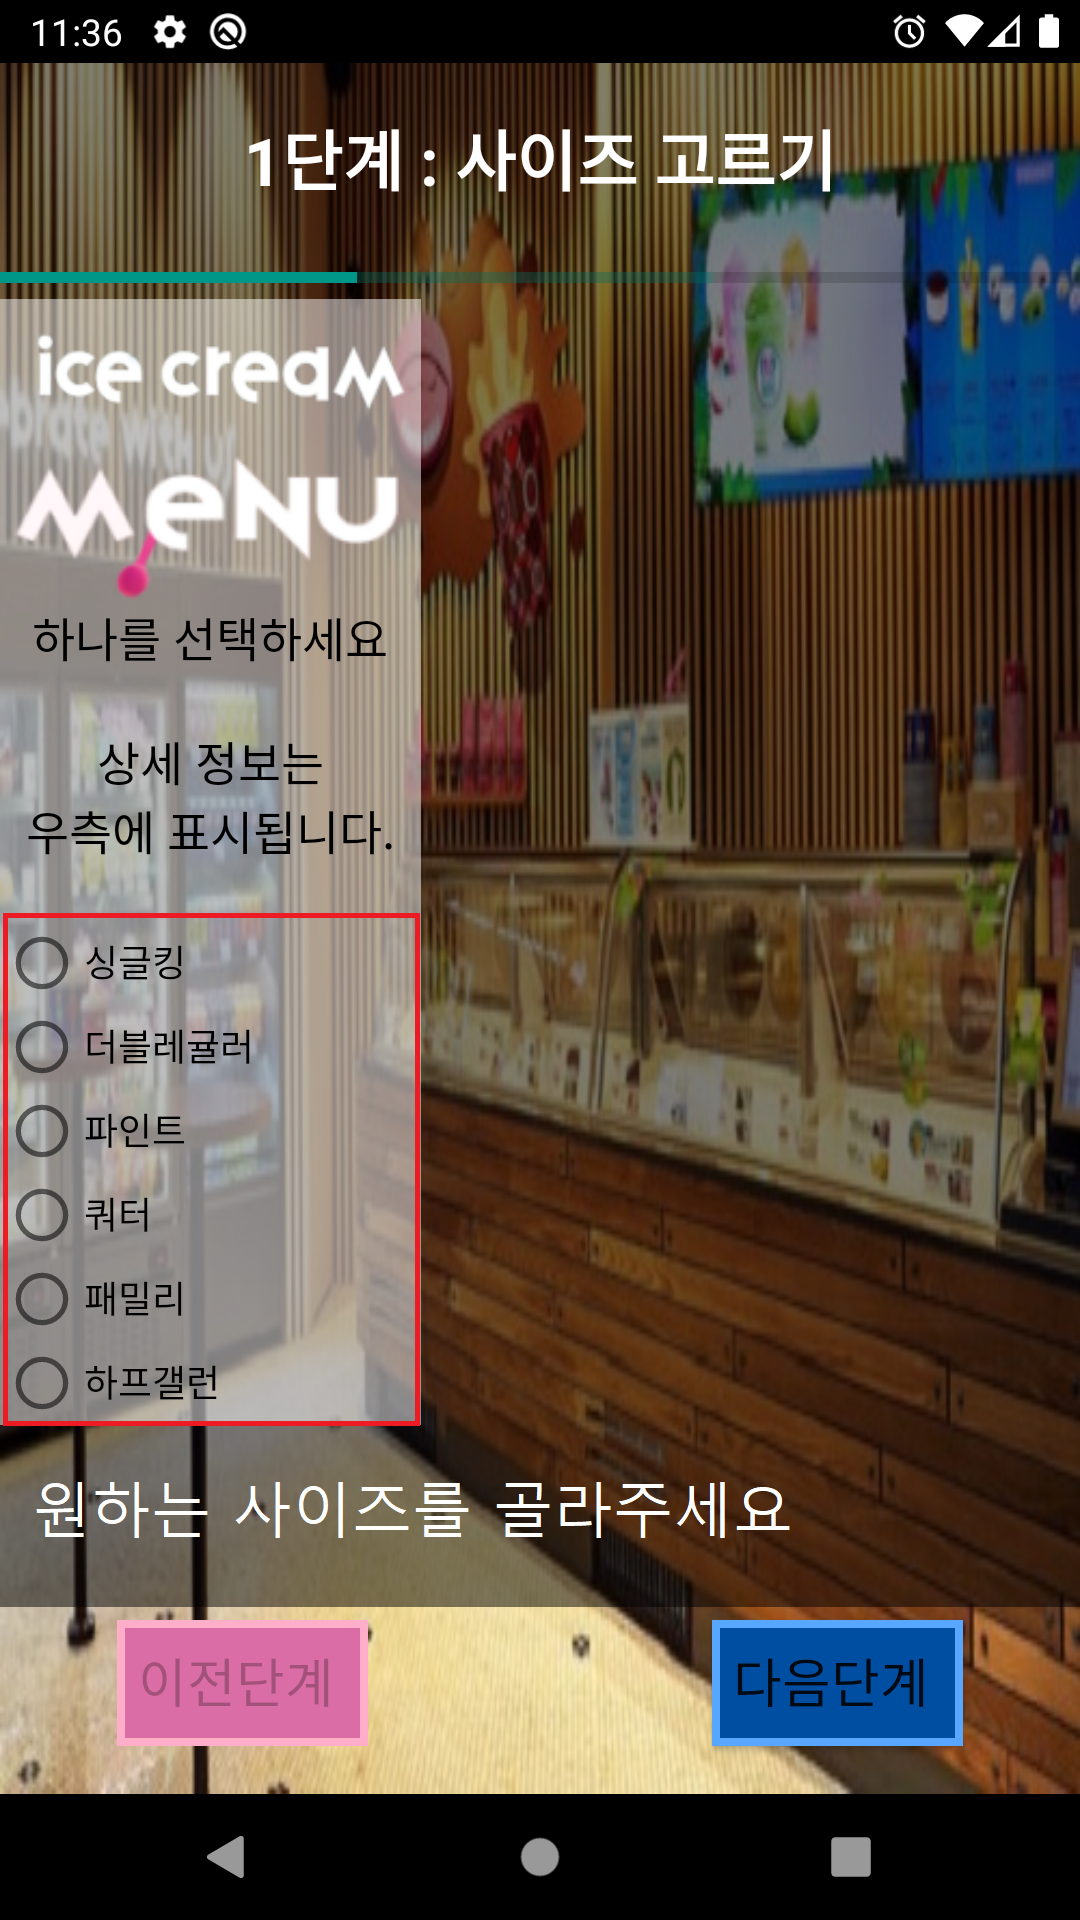 11:36
1단계 : 사이즈 고르기
ice cream
menu
하나를 선택하세요
상세 정보는
우측에 표시됩니다.
싱글킹
더블레귤러
파인트
쿼터
패밀리
하프갤런
원하는 사이즈를 골라주세요
이전단계
다음단계